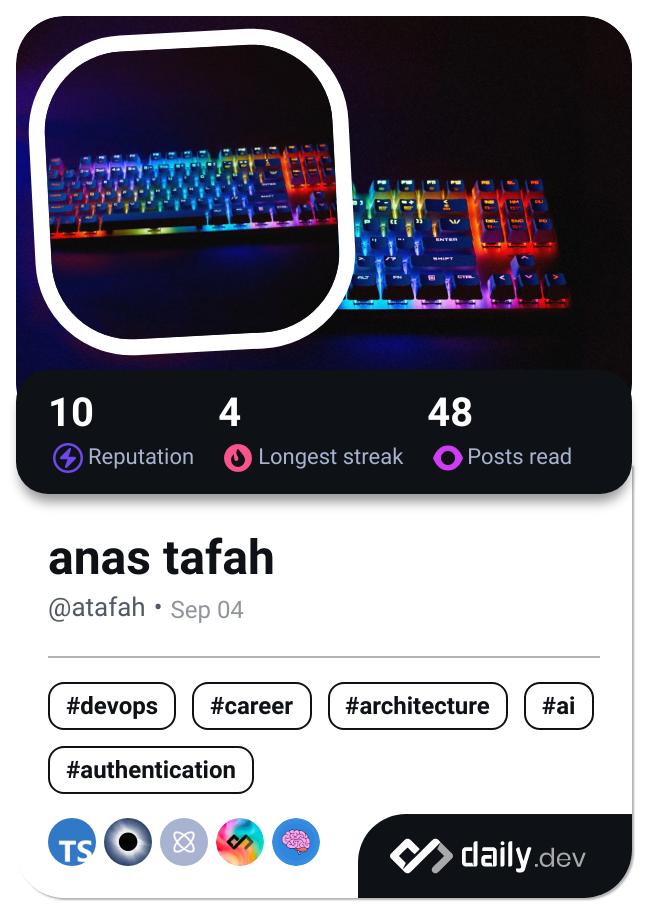 10 4 48
Reputation Longest streak Posts read
anas tafah
@atafah • Sep 04
#devops #career #architecture #ai
#authentication
TS
daily.dev